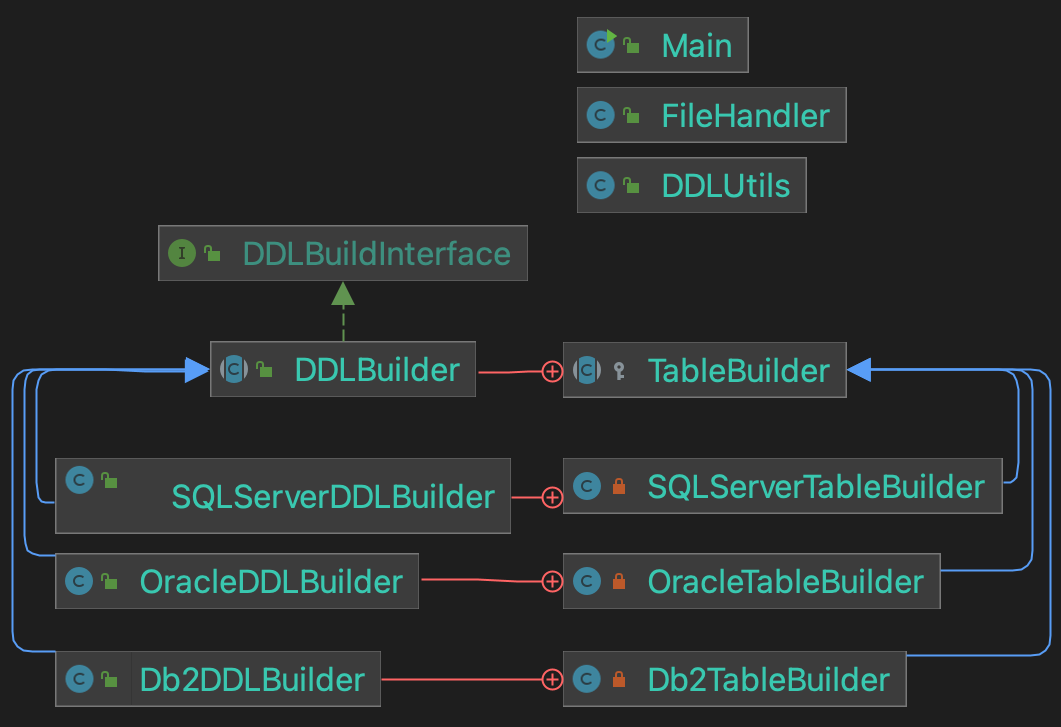 Main
FileHandler
DDLUtils
DDLBuildInterface
DDLBuilder
TableBuilder
SQLServerDDLBuilder
SQLServerTableBuilder
OracleDDLBuilder
OracleTableBuilder
Db2DDLBuilder
Db2TableBuilder